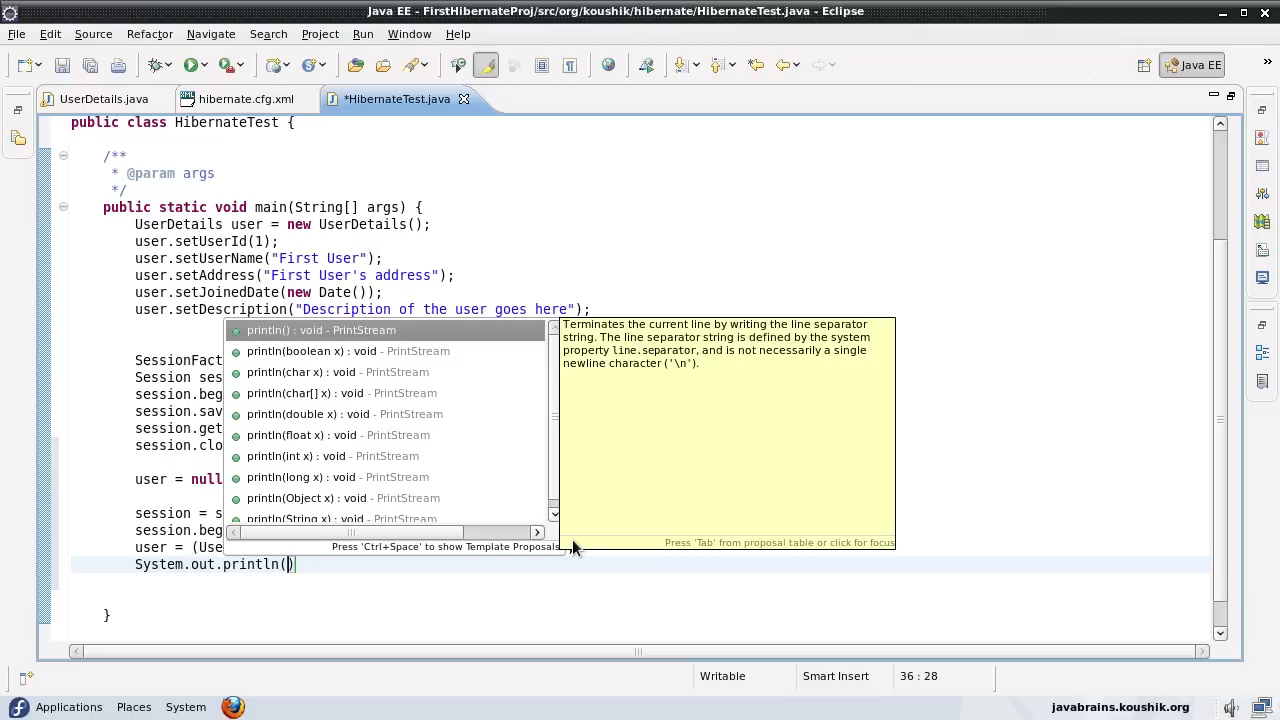 Java EE - FirstHibernateProj/src/org/koushik/hibernate/HibernateTest.java - Eclipse
File Edit Source Refactor Navigate Search Project Run Window Help
Java EE
UserDetails.java hibernate.cfg.xml *HibernateTest.java
public class HibernateTest {
/**
* @param args
*/
public static void main(String[] args) {
UserDetails user = new UserDetails();
user.setUserId(1);
user.setUserName("First User");
user.setAddress("First User's address");
user.setJoinedDate(new Date());
user.setDescription("Description of the user goes here");
SessionFact
Session ses
session.beg
session.sav
session.get
session.clo
user = null
session = s
session.beg
user = (Use
System.out.println()
}
println() : void - PrintStream
println(boolean x) : void - PrintStream
println(char x) : void - PrintStream
println(char[] x) : void - PrintStream
println(double x) : void - PrintStream
println(float x) : void - PrintStream
println(int x) : void - PrintStream
println(long x) : void - PrintStream
println(Object x) : void - PrintStream
println(String x) : void - PrintStream
Press 'Ctrl+Space' to show Template Proposals
Terminates the current line by writing the line separator
string. The line separator string is defined by the system
property line.separator, and is not necessarily a single
newline character ('\n').
Press 'Tab' from proposal table or click for focus
Writable Smart Insert 36 : 28
Applications Places System javabrains.koushik.org